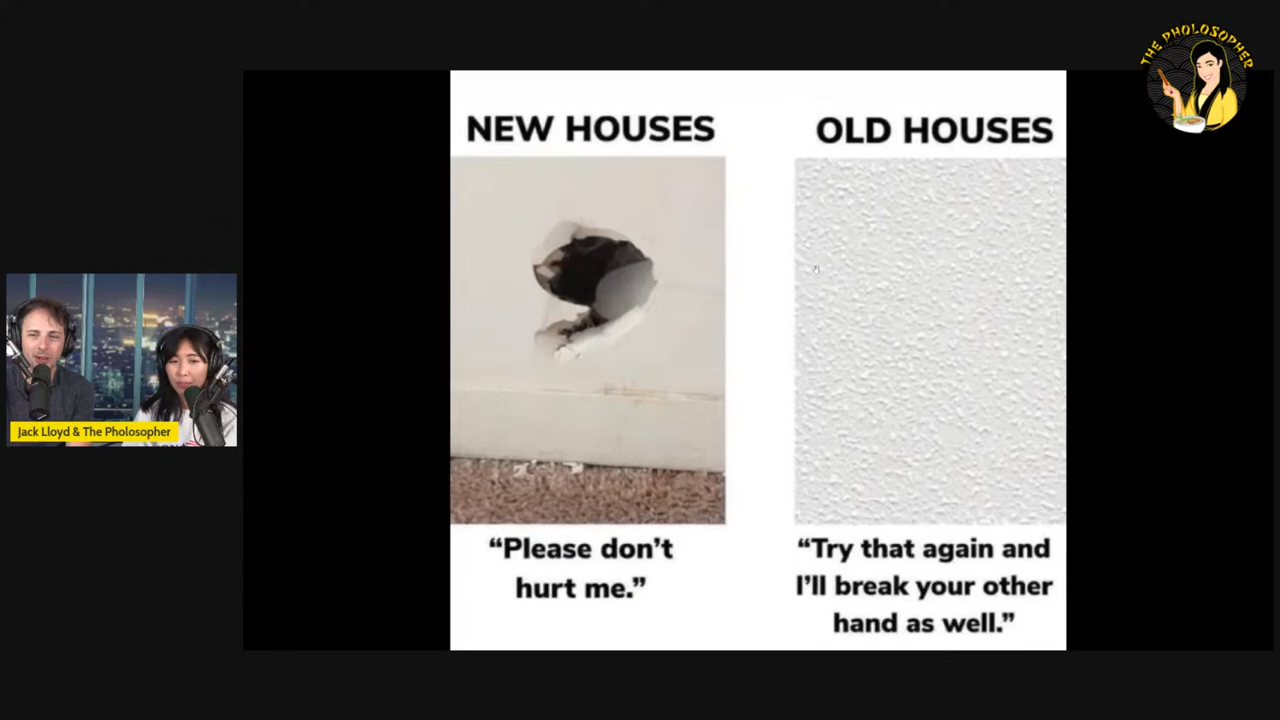 THE PHOLOSOPHER
NEW HOUSES
OLD HOUSES
“Please don’t
hurt me.”
“Try that again and
I’ll break your other
hand as well.”
Jack Lloyd & The Pholosopher